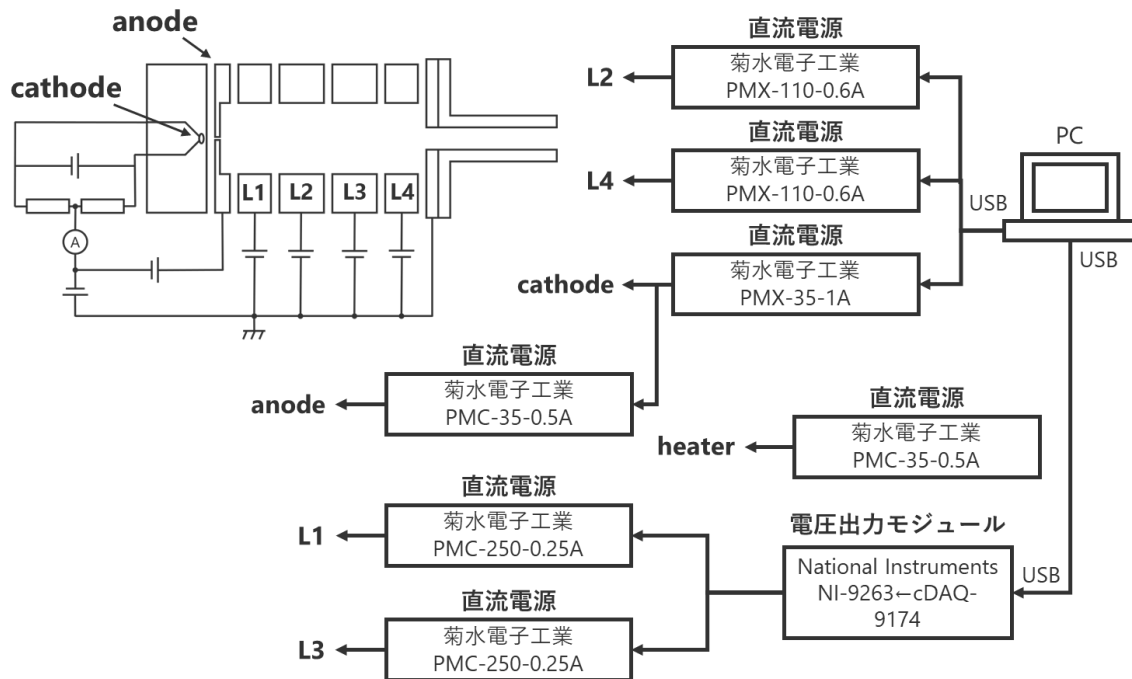 anode
cathode
A
L1
L2
L3
L4
直流電源
菊水電子工業
PMX-110-0.6A
L2
直流電源
菊水電子工業
PMX-110-0.6A
L4
直流電源
菊水電子工業
PMX-35-1A
cathode
PC
USB
USB
直流電源
菊水電子工業
PMC-35-0.5A
anode
直流電源
菊水電子工業
PMC-35-0.5A
heater
直流電源
菊水電子工業
PMC-250-0.25A
L1
直流電源
菊水電子工業
PMC-250-0.25A
L3
電圧出力モジュール
National Instruments
NI-9263←cDAQ-
9174
USB